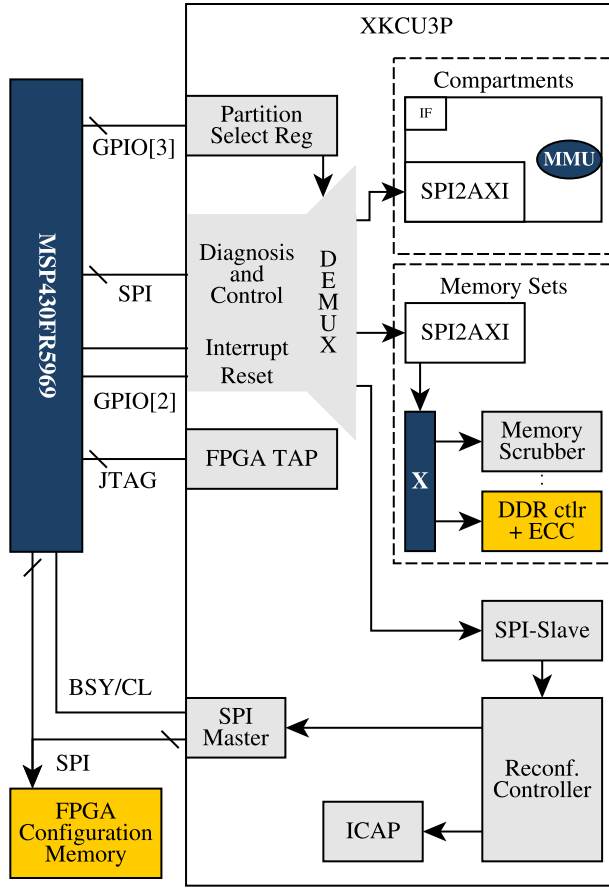 XKCU3P
Compartments
IF
MMU
SPI2AXI
Partition
Select Reg
GPIO[3]
MSP430FR5969
SPI
Diagnosis
and
Control
Interrupt
Reset
DEMUX
GPIO[2]
Memory Sets
SPI2AXI
X
Memory
Scrubber
...
DDR ctlr
+ ECC
FPGA TAP
JTAG
SPI-Slave
BSY/CL
SPI
Master
SPI
Reconf.
Controller
ICAP
FPGA
Configuration
Memory